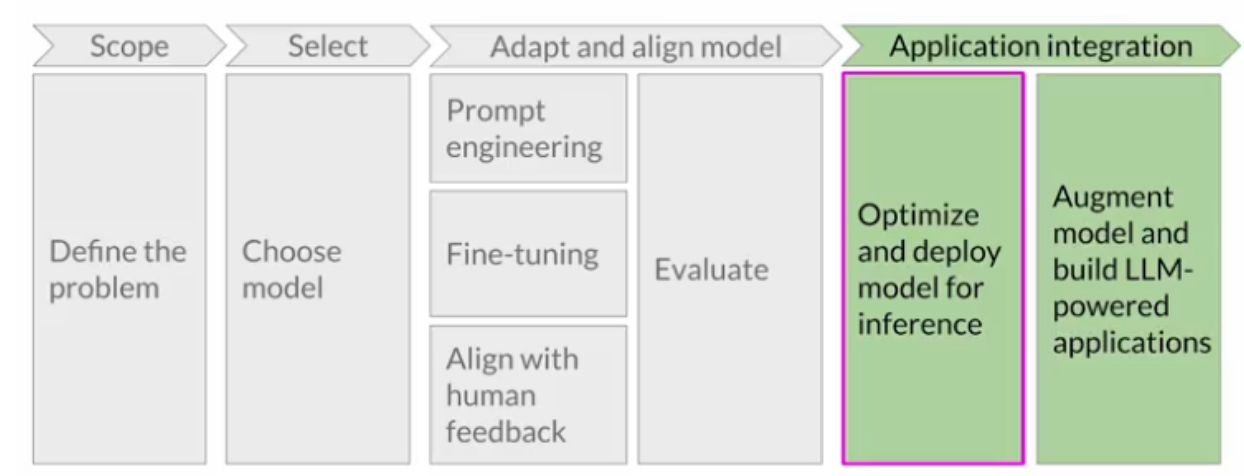 Scope
Select
Adapt and align model
Application integration
Define the
problem
Choose
model
Prompt
engineering
Fine-tuning
Align with
human
feedback
Evaluate
Optimize
and deploy
model for
inference
Augment
model and
build LLM-
powered
applications